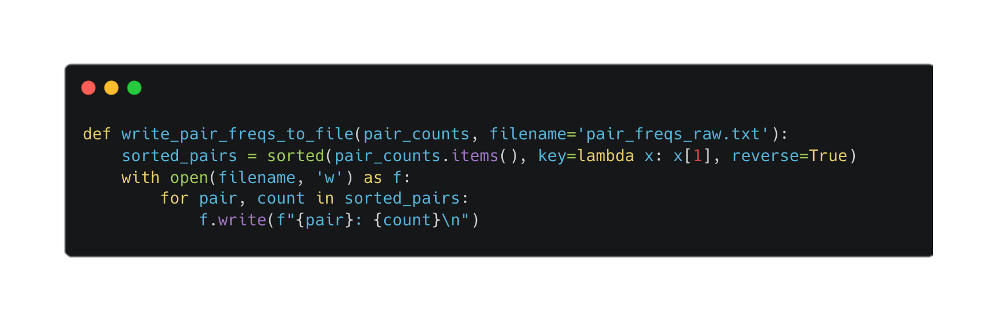 def write_pair_freqs_to_file(pair_counts, filename='pair_freqs_raw.txt'):
    sorted_pairs = sorted(pair_counts.items(), key=lambda x: x[1], reverse=True)
    with open(filename, 'w') as f:
        for pair, count in sorted_pairs:
            f.write(f"{pair}: {count}\n")